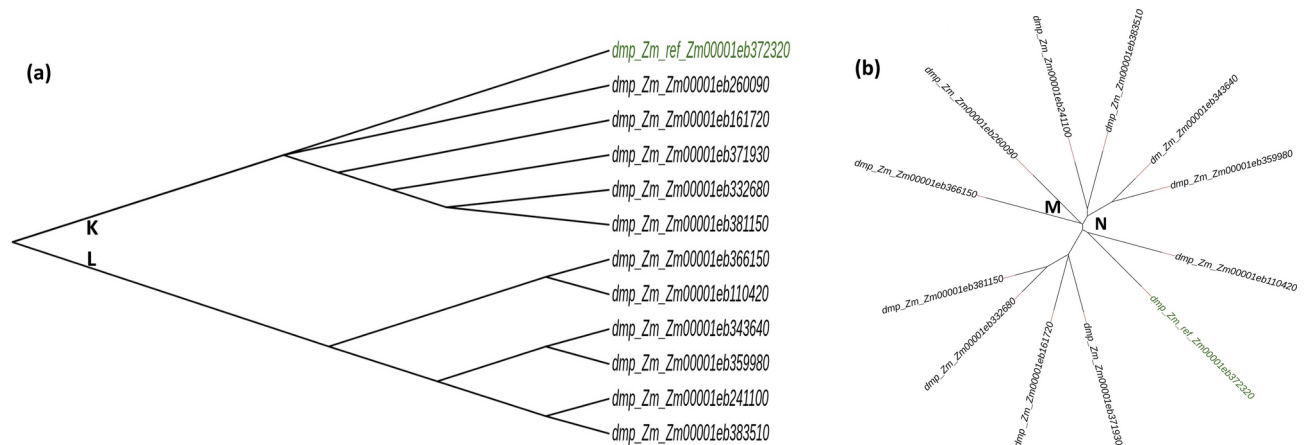 (a)
dmp_Zm_ref_Zm00001eb372320
dmp_Zm_Zm00001eb260090
dmp_Zm_Zm00001eb161720
dmp_Zm_Zm00001eb371930
dmp_Zm_Zm00001eb332680
dmp_Zm_Zm00001eb381150
dmp_Zm_Zm00001eb366150
dmp_Zm_Zm00001eb110420
dmp_Zm_Zm00001eb343640
dmp_Zm_Zm00001eb359980
dmp_Zm_Zm00001eb241100
dmp_Zm_Zm00001eb383510
K
L
(b)
dmp_Zm_Zm00001eb241100
dmp_Zm_Zm00001eb383510
dm_Zm_Zm00001eb343640
dmp_Zm_Zm00001eb359980
dmp_Zm_Zm00001eb260090
dmp_Zm_Zm00001eb366150
M
N
dmp_Zm_Zm00001eb110420
dmp_Zm_ref_Zm00001eb372320
dmp_Zm_Zm00001eb381150
dmp_Zm_Zm00001eb332680
dmp_Zm_Zm00001eb161720
dmp_Zm_Zm00001eb371930